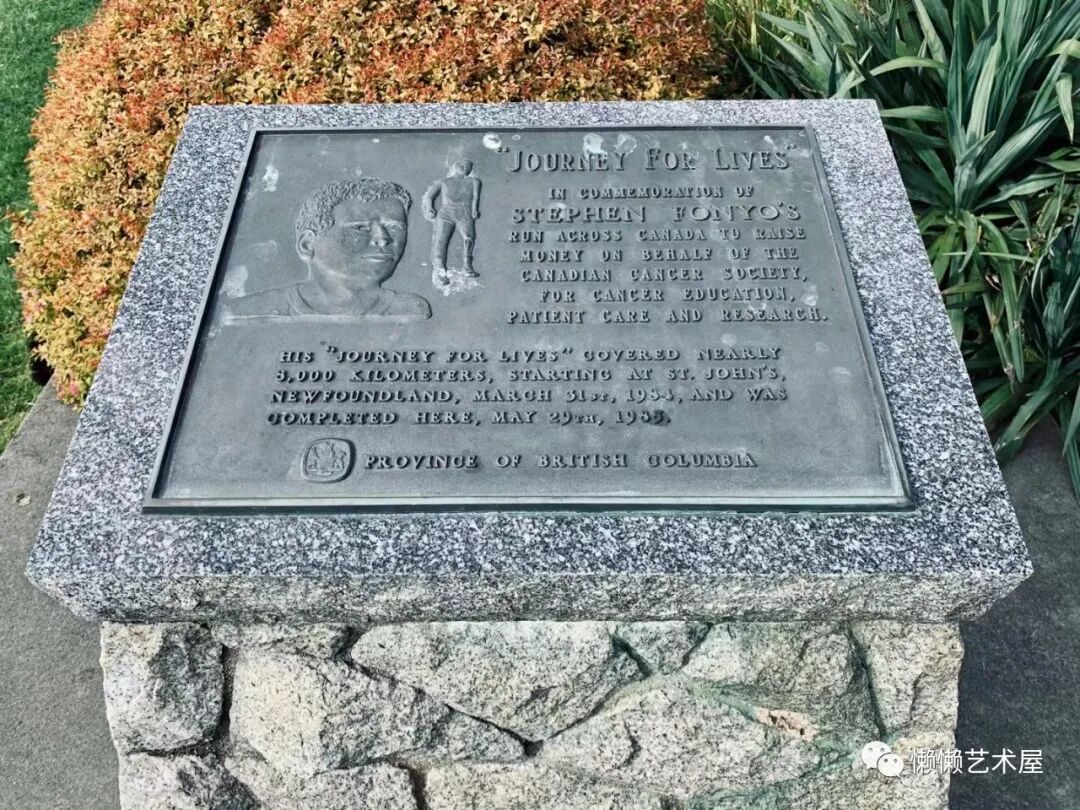 "JOURNEY FOR LIVES"
IN COMMEMORATION OF
STEPHEN FONYO'S
RUN ACROSS CANADA TO RAISE
MONEY ON BEHALF OF THE
CANADIAN CANCER SOCIETY,
FOR CANCER EDUCATION,
PATIENT CARE AND RESEARCH.
HIS "JOURNEY FOR LIVES" COVERED NEARLY
8,000 KILOMETERS, STARTING AT ST. JOHN'S,
NEWFOUNDLAND, MARCH 31ST, 1984, AND WAS
COMPLETED HERE, MAY 29TH, 1985.
PROVINCE OF BRITISH COLUMBIA
懒懒艺术屋